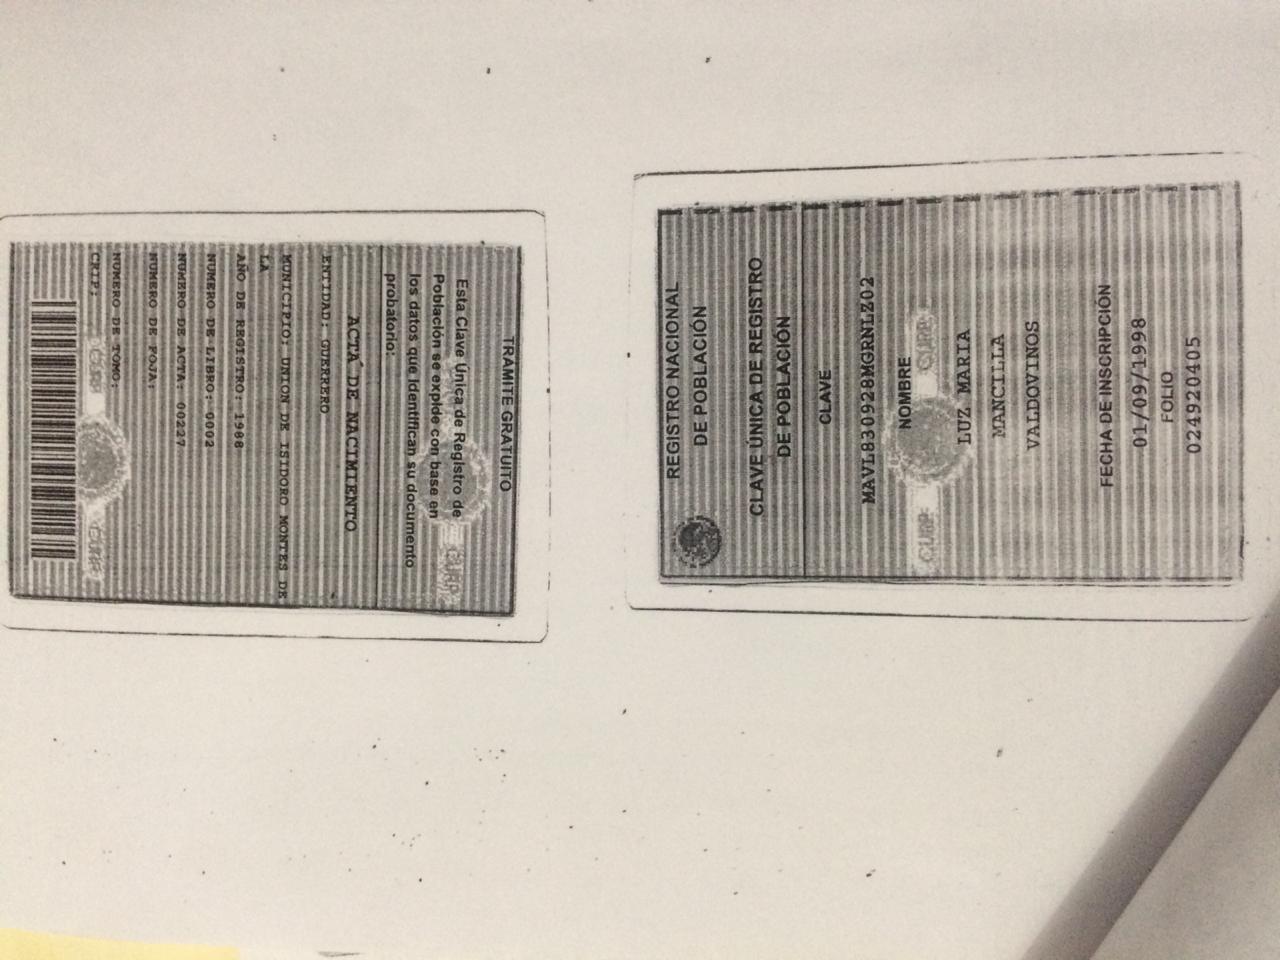 CURP
CURP
CRIP:
NUMERO DE TOMO:
NUMERO DE FOJA:
NUMERO DE ACTA: 00227
NUMERO DE LIBRO: 0002
AÑO DE REGISTRO: 1988
LA
MUNICIPIO: UNION DE ISIDORO MONTES DE
ENTIDAD: GUERRERO
ACTA DE NACIMIENTO
probatorio:
los datos que identifican su documento
Población se expide con base en
Esta Clave Única de Registro de
CURP
TRAMITE GRATUITO
REGISTRO NACIONAL
DE POBLACIÓN
CLAVE ÚNICA DE REGISTRO
DE POBLACIÓN
CLAVE
MAVL830928MGRNLZ02
NOMBRE
CURP
CURP
LUZ MARIA
MANCILLA
VALDOVINOS
FECHA DE INSCRIPCIÓN
01/09/1998
FOLIO
024920405